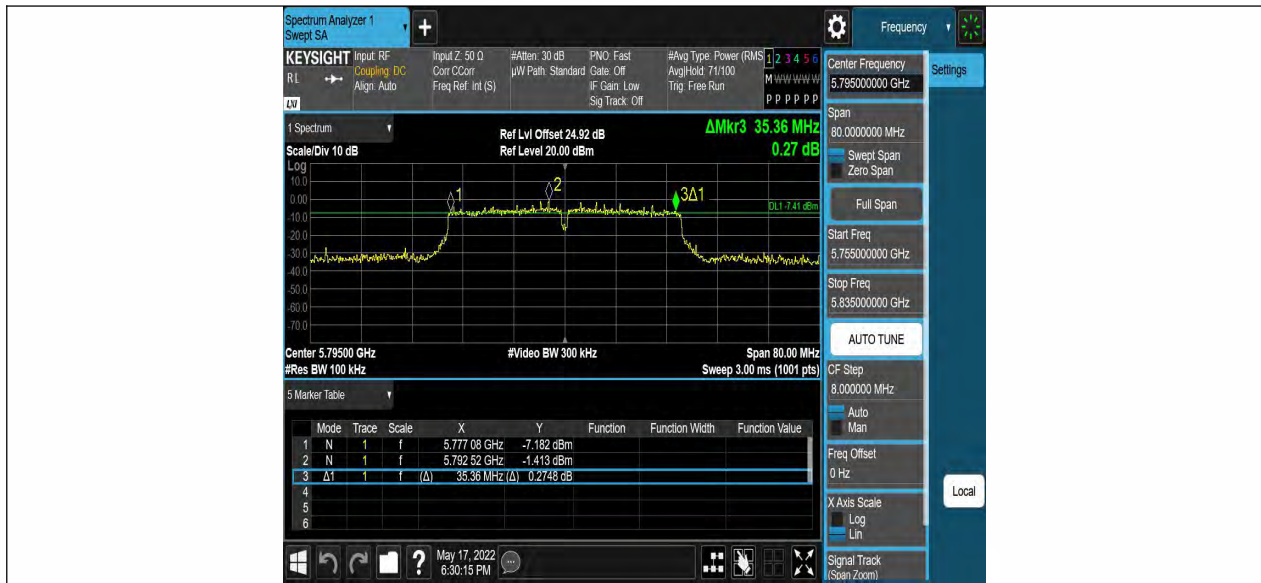 Spectrum Analyzer 1
Swept SA
+
Frequency
KEYSIGHT
RL
LXI
Input: RF
Coupling: DC
Align: Auto
Input Z: 50 Ω
Corr CCorr
Freq Ref: Int (S)
#Atten: 30 dB
µW Path: Standard
PNO: Fast
Gate: Off
IF Gain: Low
Sig Track: Off
#Avg Type: Power (RMS
Avg|Hold: 71/100
Trig: Free Run
1 2 3 4 5 6
M W W W W W
P P P P P P
1 Spectrum
Ref Lvl Offset 24.92 dB
ΔMkr3 35.36 MHz
Scale/Div 10 dB
Ref Level 20.00 dBm
0.27 dB
Log
10.0
0.00
-10.0
-20.0
-30.0
-40.0
-50.0
-60.0
-70.0
1
2
3Δ1
DL1 -7.41 dBm
Center 5.79500 GHz
#Video BW 300 kHz
Span 80.00 MHz
#Res BW 100 kHz
Sweep 3.00 ms (1001 pts)
5 Marker Table
Mode Trace Scale X Y Function Function Width Function Value
1 N 1 f 5.777 08 GHz -7.182 dBm
2 N 1 f 5.792 52 GHz -1.413 dBm
3 Δ1 1 f (Δ) 35.36 MHz (Δ) 0.2748 dB
4
5
6
?
May 17, 2022
6:30:15 PM
Center Frequency
5.795000000 GHz
Settings
Span
80.0000000 MHz
Swept Span
Zero Span
Full Span
Start Freq
5.755000000 GHz
Stop Freq
5.835000000 GHz
AUTO TUNE
CF Step
8.000000 MHz
Auto
Man
Freq Offset
0 Hz
X Axis Scale
Log
Lin
Signal Track
(Span Zoom)
Local